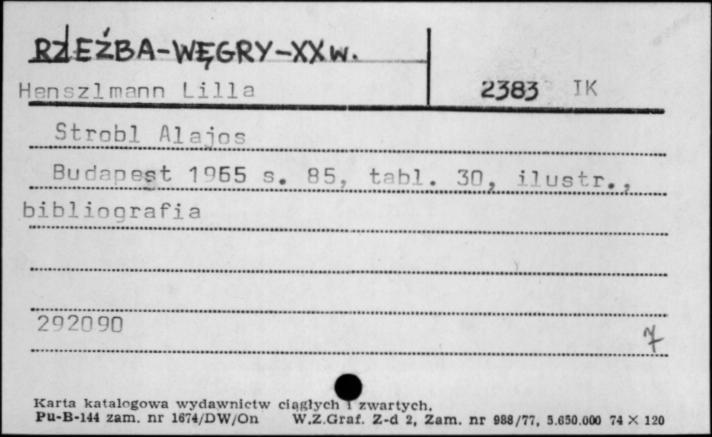 RZEŹBA-WĘGRY-XXw.
Henszlmann Lilla 2383 IK
Strobl Alajos
Budapest 1965 s. 85, tabl. 30, ilustr.,
bibliografia
292090
7
Karta katalogowa wydawnictw ciągłych i zwartych.
Pu-B-144 zam. nr 1674/DW/On W.Z.Graf. Z-d 2, Zam. nr 988/77, 5.650.000 74 × 120